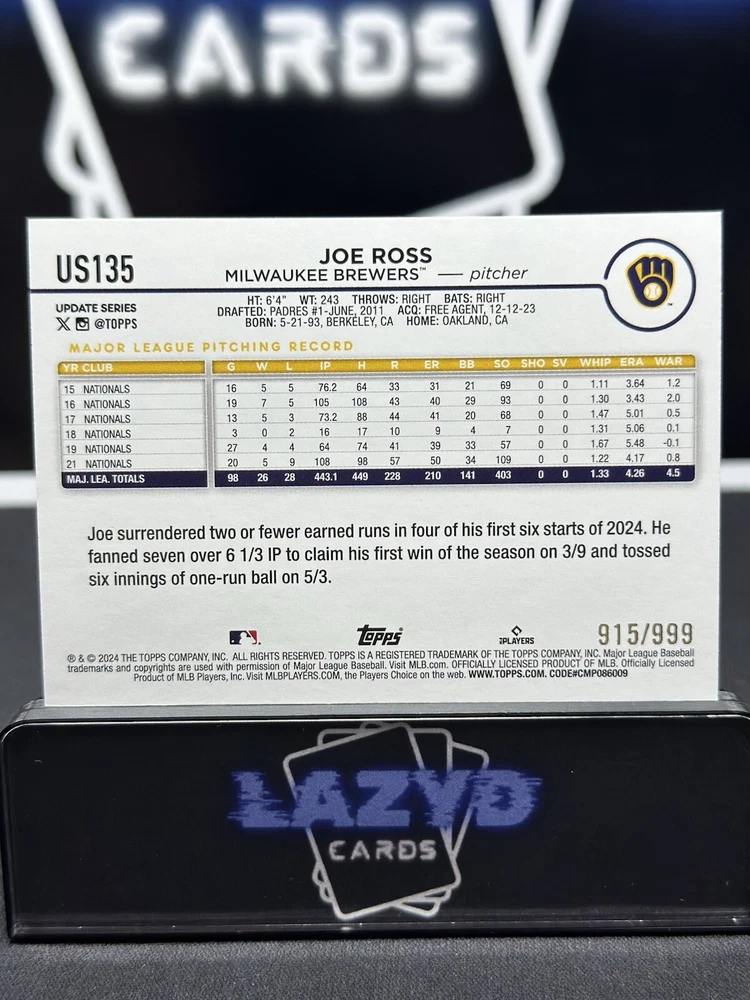 CARDS
US135
JOE ROSS
MILWAUKEE BREWERS™ — pitcher
UPDATE SERIES
@TOPPS
HT: 6'4" WT: 243 THROWS: RIGHT BATS: RIGHT
DRAFTED: PADRES #1-JUNE, 2011 ACQ: FREE AGENT, 12-12-23
BORN: 5-21-93, BERKELEY, CA HOME: OAKLAND, CA
MAJOR LEAGUE PITCHING RECORD
YR CLUB G W L IP H R ER BB SO SHO SV WHIP ERA WAR
15 NATIONALS 16 5 5 76.2 64 33 31 21 69 0 0 1.11 3.64 1.2
16 NATIONALS 19 7 5 105 108 43 40 29 93 0 0 1.30 3.43 2.0
17 NATIONALS 13 5 3 73.2 88 44 41 20 68 0 0 1.47 5.01 0.5
18 NATIONALS 3 0 2 16 17 10 9 4 7 0 0 1.31 5.06 0.1
19 NATIONALS 27 4 4 64 74 41 39 33 57 0 0 1.67 5.48 -0.1
21 NATIONALS 20 5 9 108 98 57 50 34 109 0 0 1.22 4.17 0.8
MAJ. LEA. TOTALS 98 26 28 443.1 449 228 210 141 403 0 0 1.33 4.26 4.5
Joe surrendered two or fewer earned runs in four of his first six starts of 2024. He
fanned seven over 6 1/3 IP to claim his first win of the season on 3/9 and tossed
six innings of one-run ball on 5/3.
Topps
PLAYERS
915/999
® & © 2024 THE TOPPS COMPANY, INC. ALL RIGHTS RESERVED. TOPPS IS A REGISTERED TRADEMARK OF THE TOPPS COMPANY, INC. Major League Baseball
trademarks and copyrights are used with permission of Major League Baseball. Visit MLB.com. OFFICIALLY LICENSED PRODUCT OF MLB. Officially Licensed
Product of MLB Players, Inc. Visit MLBPLAYERS.COM, the Players Choice on the web. WWW.TOPPS.COM. CODE#CMP086009
LAZYD
CARDS